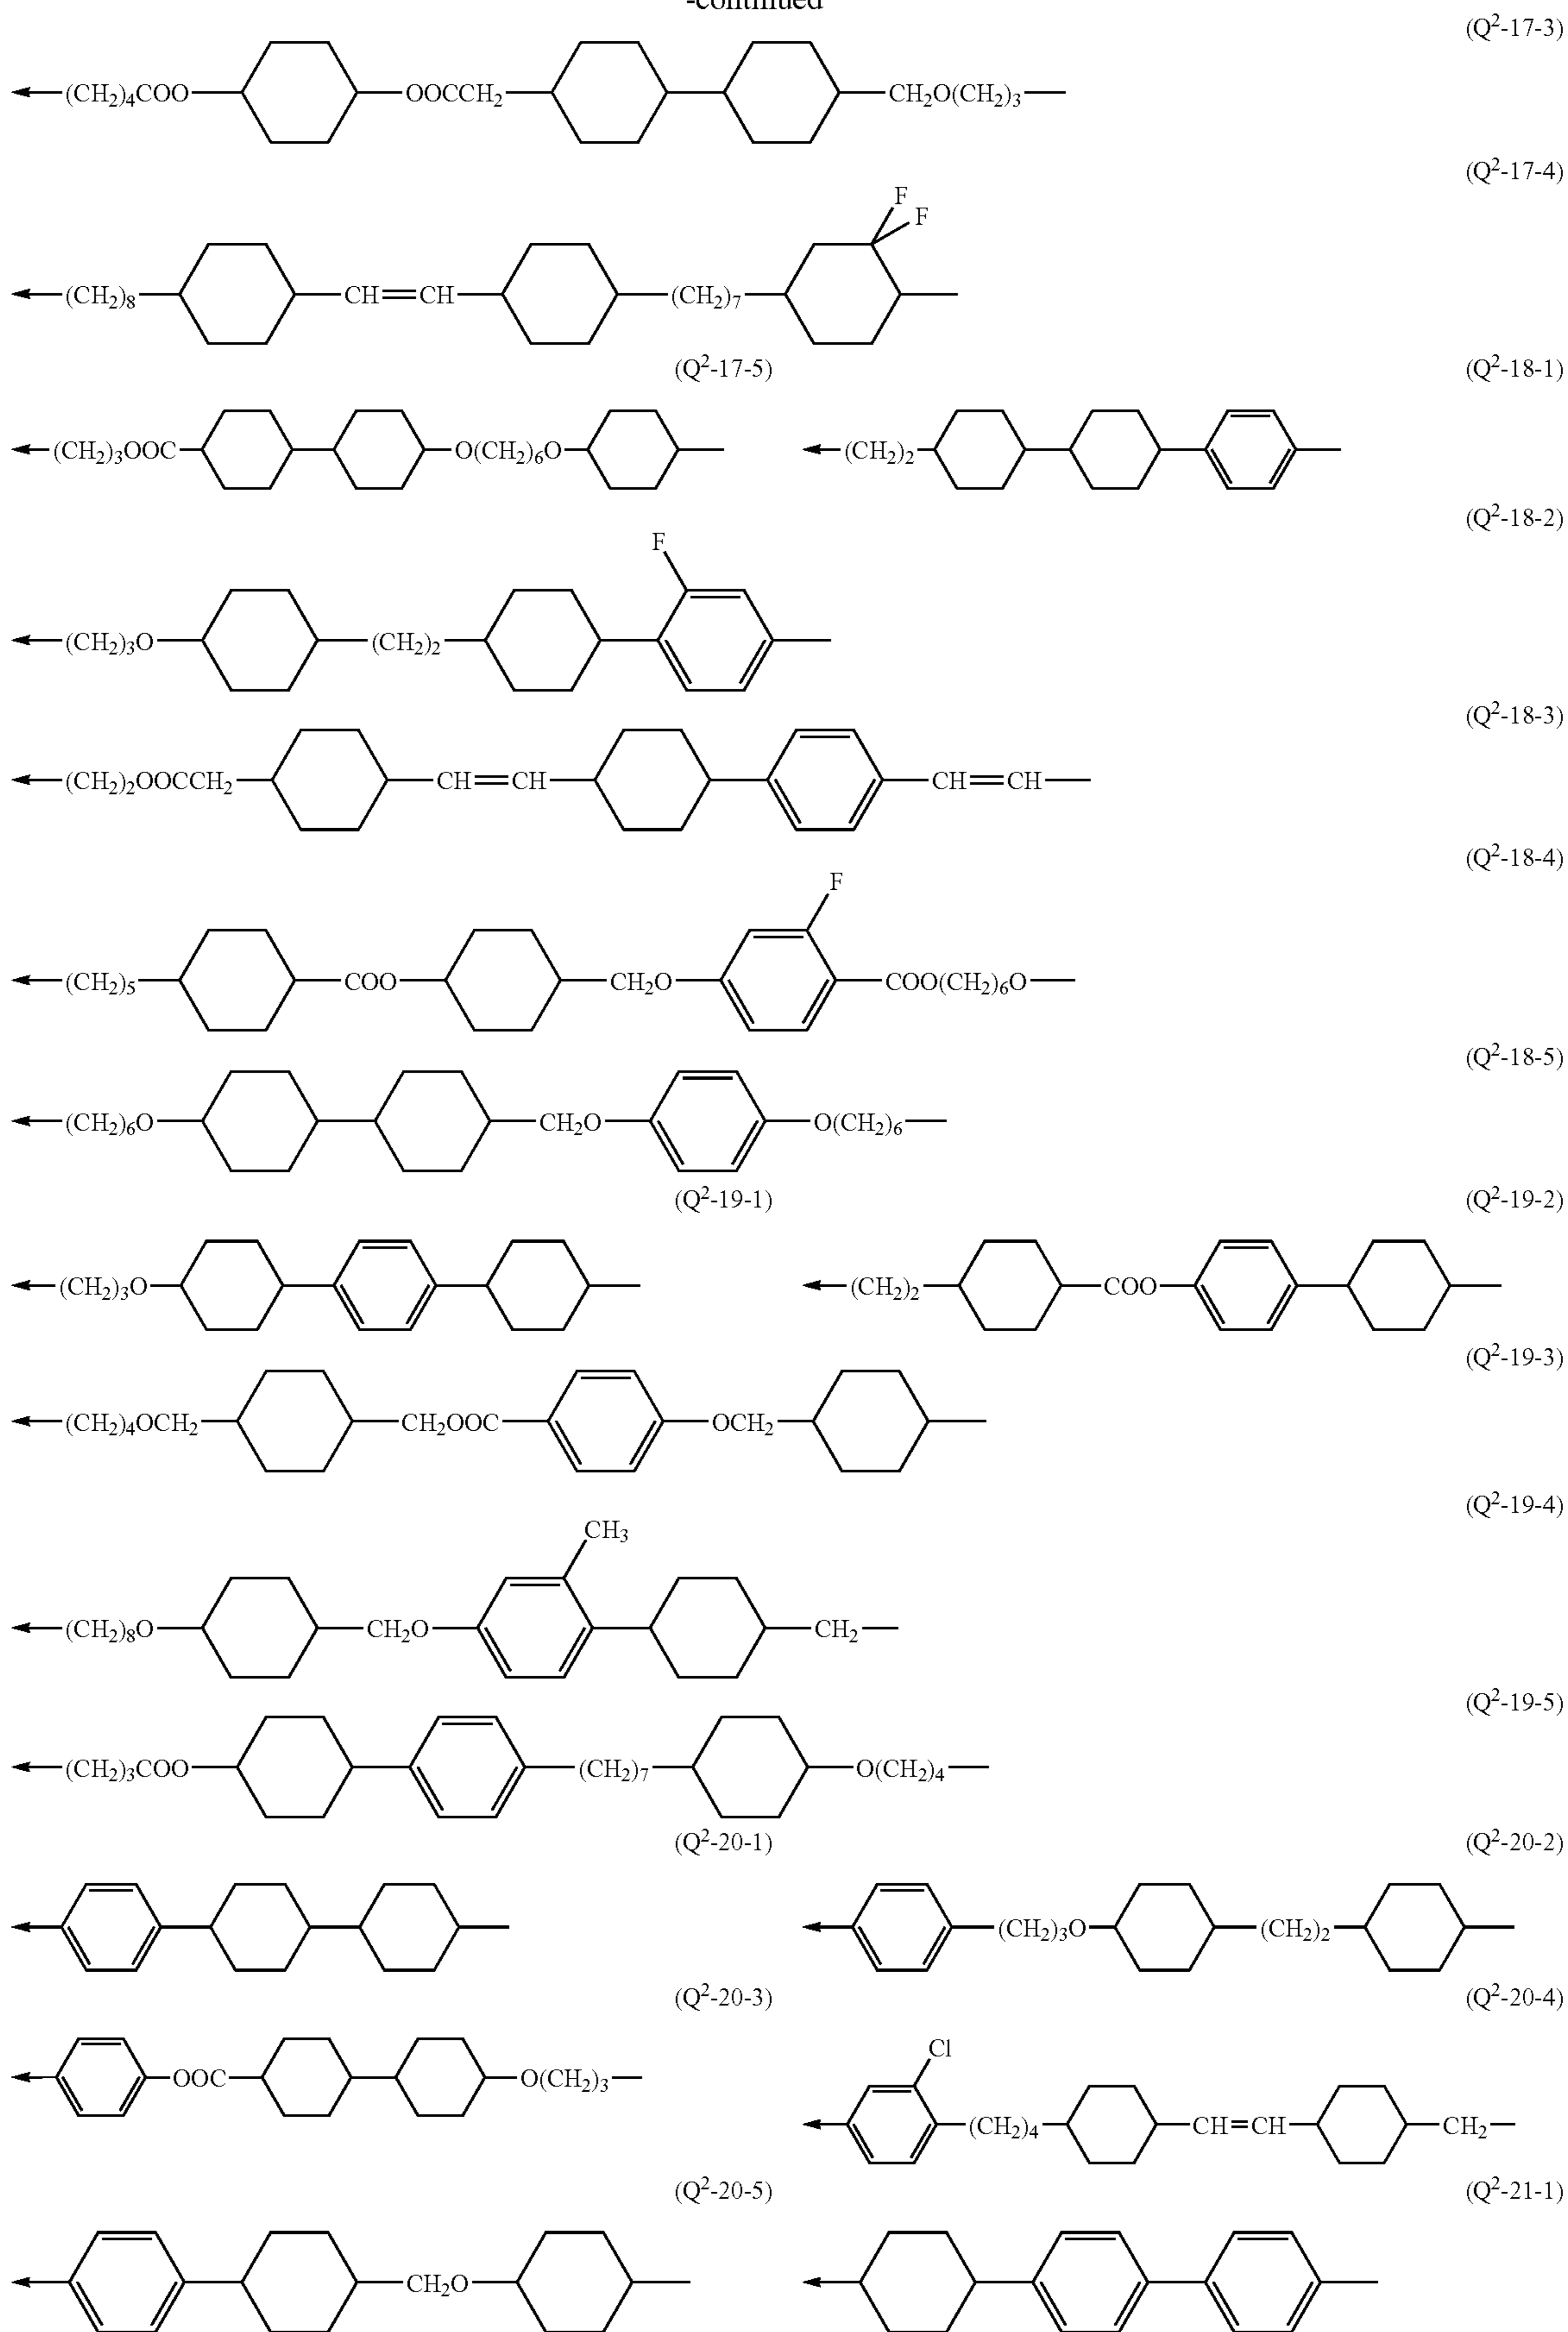 -continued
(Q²-17-3)
(CH₂)₄COO OOCCH₂ CH₂O(CH₂)₃
(Q²-17-4)
F
F
(CH₂)₈ CH CH (CH₂)₇
(Q²-17-5) (Q²-18-1)
(CH₂)₃OOC O(CH₂)₆O (CH₂)₂
(Q²-18-2)
F
(CH₂)₃O (CH₂)₂
(Q²-18-3)
(CH₂)₂OOCCH₂ CH CH CH CH
(Q²-18-4)
F
(CH₂)₅ COO CH₂O COO(CH₂)₆O
(Q²-18-5)
(CH₂)₆O CH₂O O(CH₂)₆
(Q²-19-1) (Q²-19-2)
(CH₂)₃O (CH₂)₂ COO
(Q²-19-3)
(CH₂)₄OCH₂ CH₂OOC OCH₂
(Q²-19-4)
CH₃
(CH₂)₈O CH₂O CH₂
(Q²-19-5)
(CH₂)₃COO (CH₂)₇ O(CH₂)₄
(Q²-20-1) (Q²-20-2)
(CH₂)₃O (CH₂)₂
(Q²-20-3) (Q²-20-4)
Cl
OOC O(CH₂)₃
(CH₂)₄ CH CH CH₂
(Q²-20-5) (Q²-21-1)
CH₂O